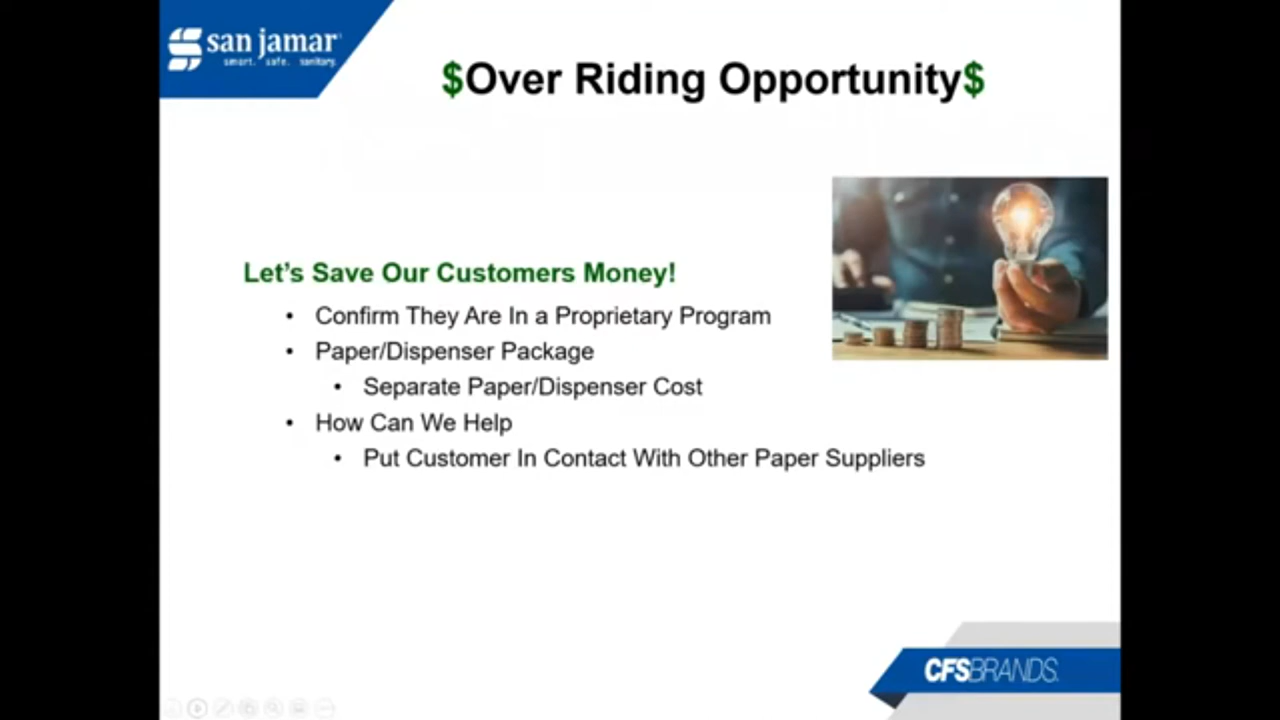 san jamar
smart. safe. sanitary.
$Over Riding Opportunity$
Let's Save Our Customers Money!
• Confirm They Are In a Proprietary Program
• Paper/Dispenser Package
• Separate Paper/Dispenser Cost
• How Can We Help
• Put Customer In Contact With Other Paper Suppliers
CFSBRANDS.